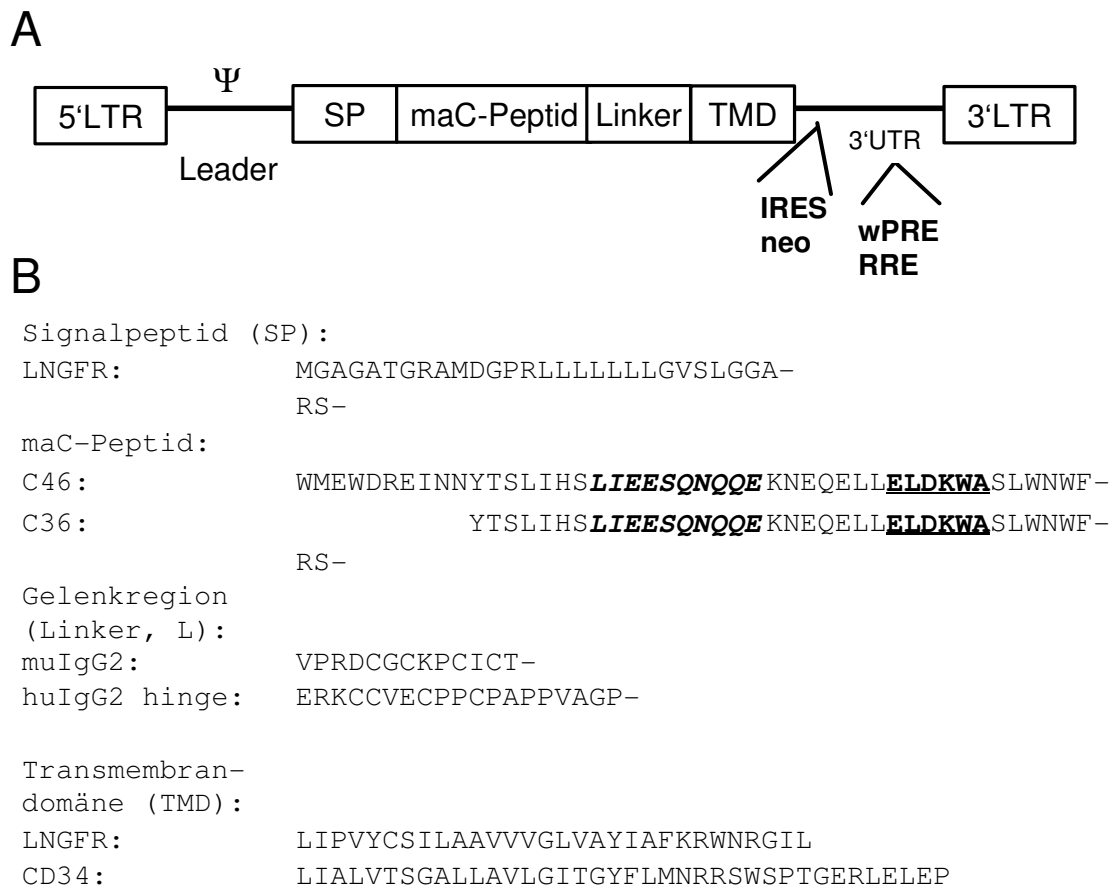 A
Ψ
5‘LTR SP maC-Peptid Linker TMD 3‘LTR
Leader
3‘UTR
IRES
neo
wPRE
RRE
B
Signalpeptid (SP):
LNGFR: MGAGATGRAMDGPRLLLLLLLGVSLGGA-
RS-
maC-Peptid:
C46: WMEWDREINNYTSLIHSLIEESQNQQEKNEQELLELDKWASLWNWF-
C36: YTSLIHSLIEESQNQQEKNEQELLELDKWASLWNWF-
RS-
Gelenkregion
(Linker, L):
muIgG2: VPRDCGCKPCICT-
huIgG2 hinge: ERKCCVECPPCPAPPVAGP-
Transmembran-
domäne (TMD):
LNGFR: LIPVYCSILAAVVVGLVAYIAFKRWNRGIL
CD34: LIALVTSGALLAVLGITGYFLMNRRSWSPTGERLELEP